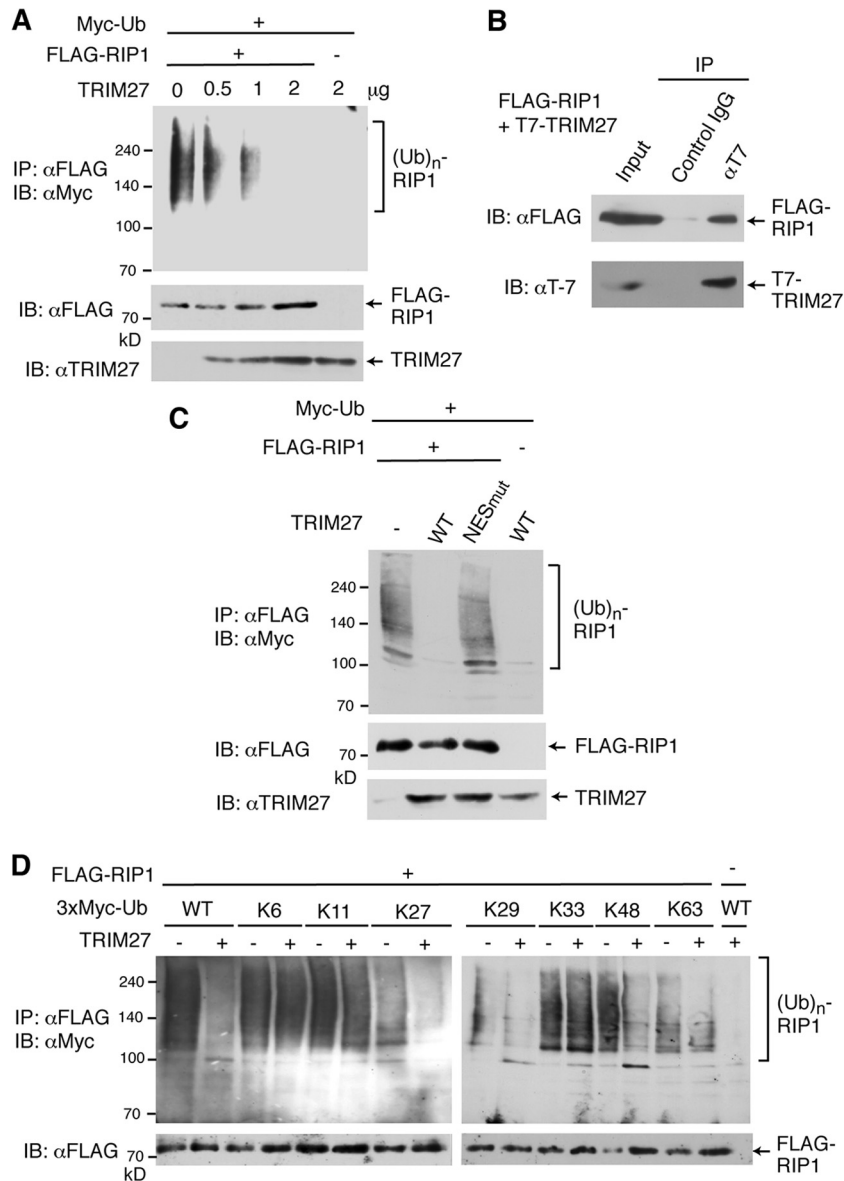 A
Myc-Ub +
FLAG-RIP1 + -
TRIM27 0 0.5 1 2 2 μg
240
IP: αFLAG
IB: αMyc
140
100
70
(Ub)n-
RIP1
IB: αFLAG
70
kD
FLAG-
RIP1
IB: αTRIM27
TRIM27
B
IP
FLAG-RIP1
+ T7-TRIM27
Input
Control IgG
αT7
IB: αFLAG
FLAG-
RIP1
IB: αT-7
T7-
TRIM27
C
Myc-Ub +
FLAG-RIP1 + -
TRIM27 - WT NESmut WT
240
IP: αFLAG
IB: αMyc
140
100
70
(Ub)n-
RIP1
IB: αFLAG
70
kD
FLAG-RIP1
IB: αTRIM27
TRIM27
D
FLAG-RIP1 + -
3xMyc-Ub WT K6 K11 K27 K29 K33 K48 K63 WT
TRIM27 - + - + - + - + - + - + - + - + +
240
IP: αFLAG
IB: αMyc
140
100
70
(Ub)n-
RIP1
IB: αFLAG
70
kD
FLAG-
RIP1